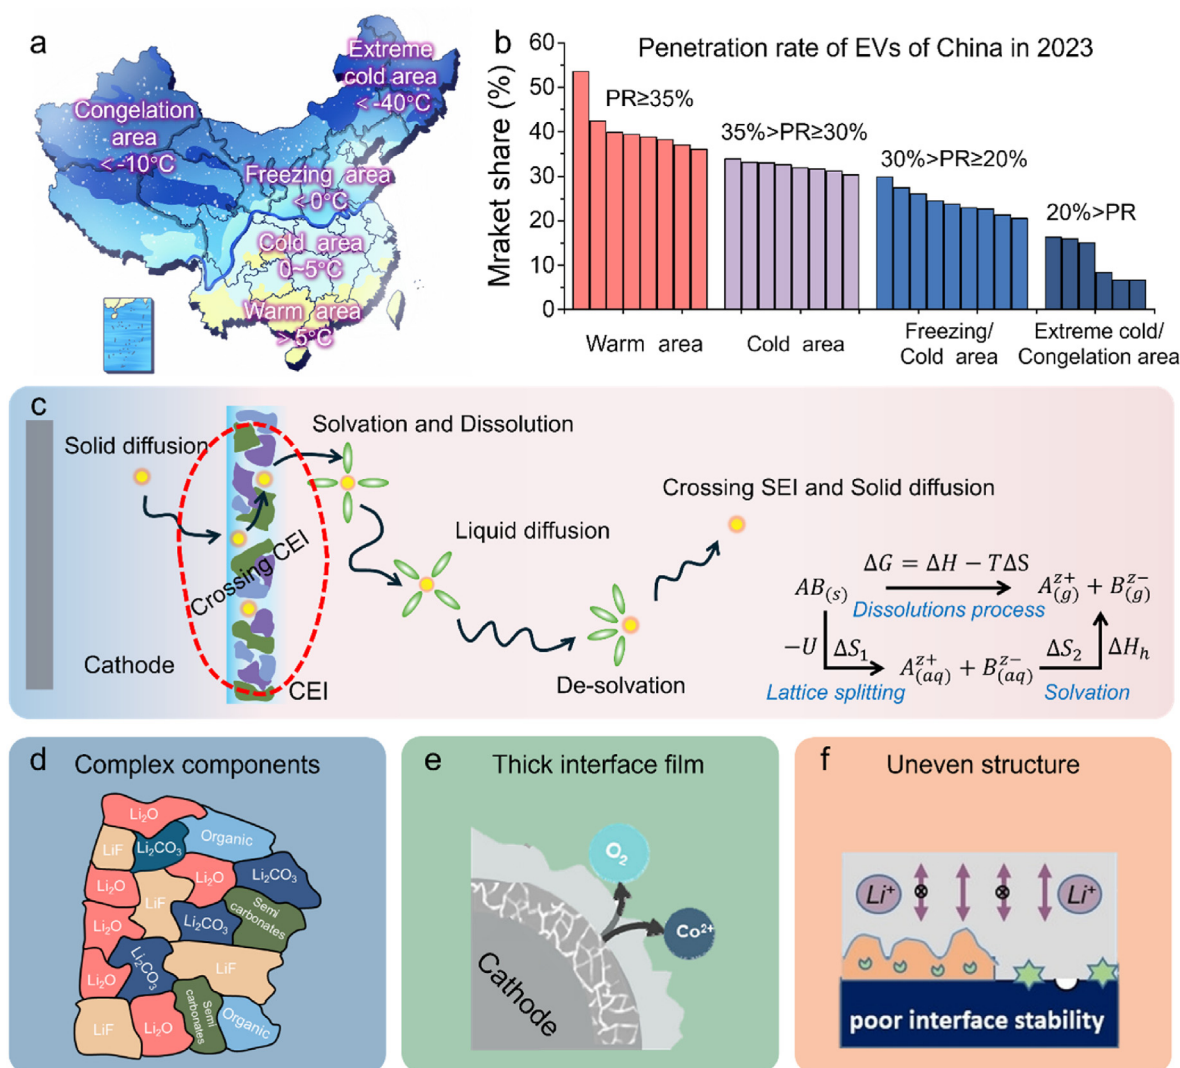 a
Extreme
cold area
< -40°C
Congelation
area
< -10°C
Freezing area
<0°C
Cold area
0~5°C
Warm area
> 5°C
b
Penetration rate of EVs of China in 2023
Mraket share (%)
60
50
40
30
20
10
0
PR≥35%
35%>PR≥30%
30%>PR≥20%
20%>PR
Warm area
Cold area
Freezing/
Cold area
Extreme cold/
Congelation area
c
Solid diffusion
Solvation and Dissolution
Crossing CEI
Cathode
CEI
Liquid diffusion
De-solvation
Crossing SEI and Solid diffusion
ΔG = ΔH − TΔS
AB(s)
A^{z+}_{(g)} + B^{z−}_{(g)}
Dissolutions process
−U
ΔS₁
A^{z+}_{(aq)} + B^{z−}_{(aq)}
ΔS₂
ΔHₕ
Lattice splitting
Solvation
d
Complex components
Li₂O
Organic
LiF
Li₂CO₃
Li₂O
Li₂CO₃
Li₂O
LiF
Semi
carbonates
Li₂CO₃
Li₂O
Li₂CO₃
LiF
Li₂O
LiF
Li₂O
Semi
carbonates
Organic
e
Thick interface film
O₂
Co²⁺
Cathode
f
Uneven structure
Li⁺
Li⁺
poor interface stability